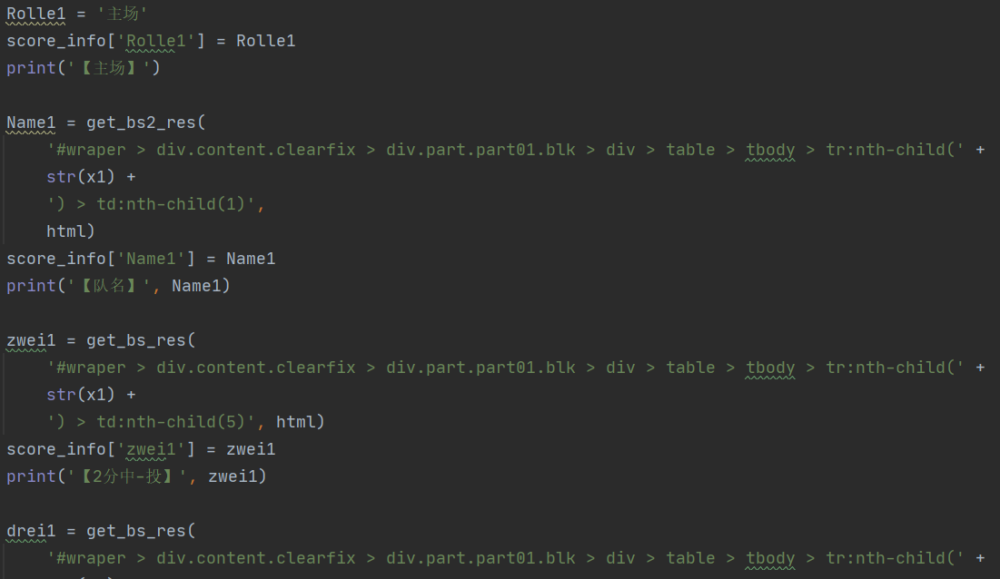 Rolle1 = '主场'
score_info['Rolle1'] = Rolle1
print('【主场】')
Name1 = get_bs2_res(
'#wraper > div.content.clearfix > div.part.part01.blk > div > table > tbody > tr:nth-child(' +
str(x1) +
') > td:nth-child(1)',
html)
score_info['Name1'] = Name1
print('【队名】', Name1)
zwei1 = get_bs_res(
'#wraper > div.content.clearfix > div.part.part01.blk > div > table > tbody > tr:nth-child(' +
str(x1) +
') > td:nth-child(5)', html)
score_info['zwei1'] = zwei1
print('【2分中-投】', zwei1)
drei1 = get_bs_res(
'#wraper > div.content.clearfix > div.part.part01.blk > div > table > tbody > tr:nth-child(' +